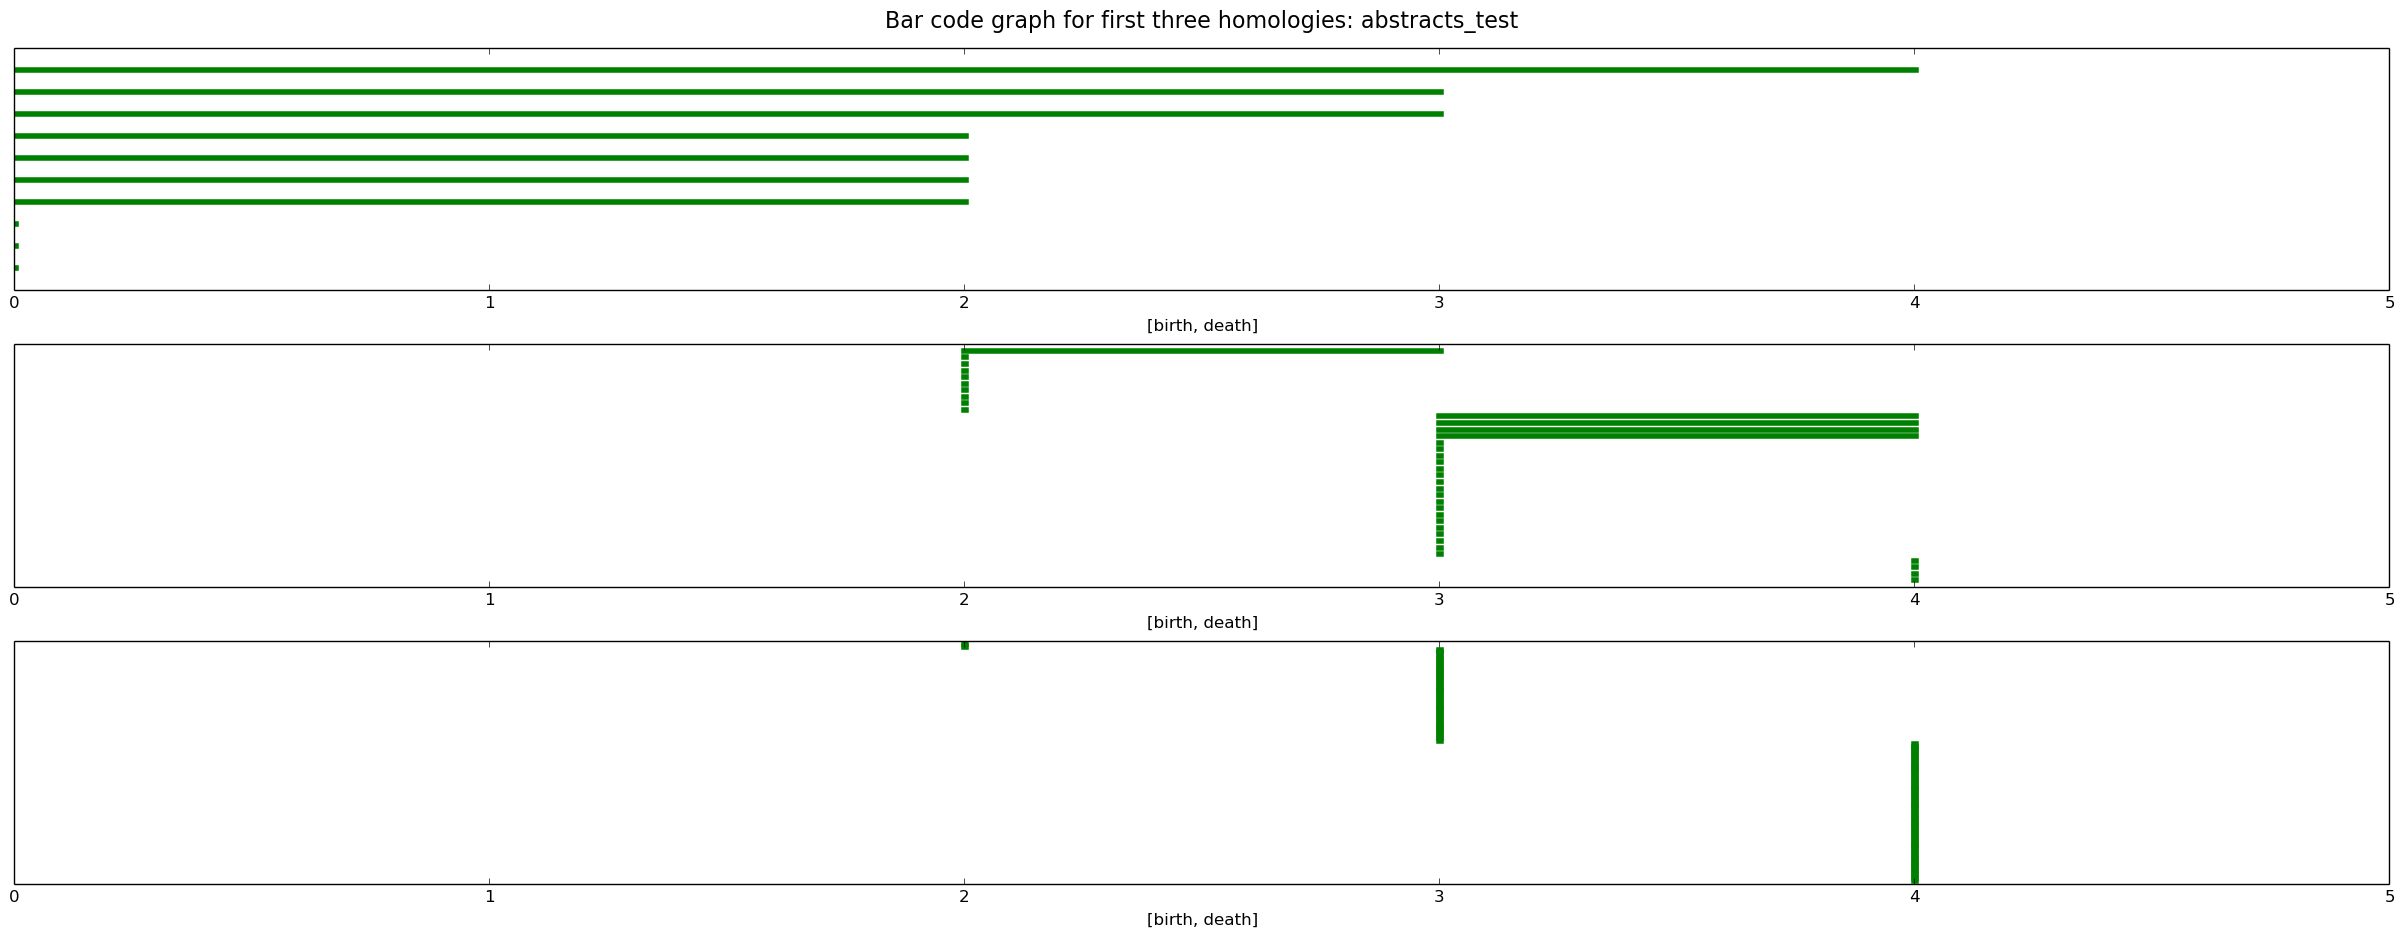 Bar code graph for first three homologies: abstracts_test
0 1 2 3 4 5
[birth, death]
0 1 2 3 4 5
[birth, death]
0 1 2 3 4 5
[birth, death]